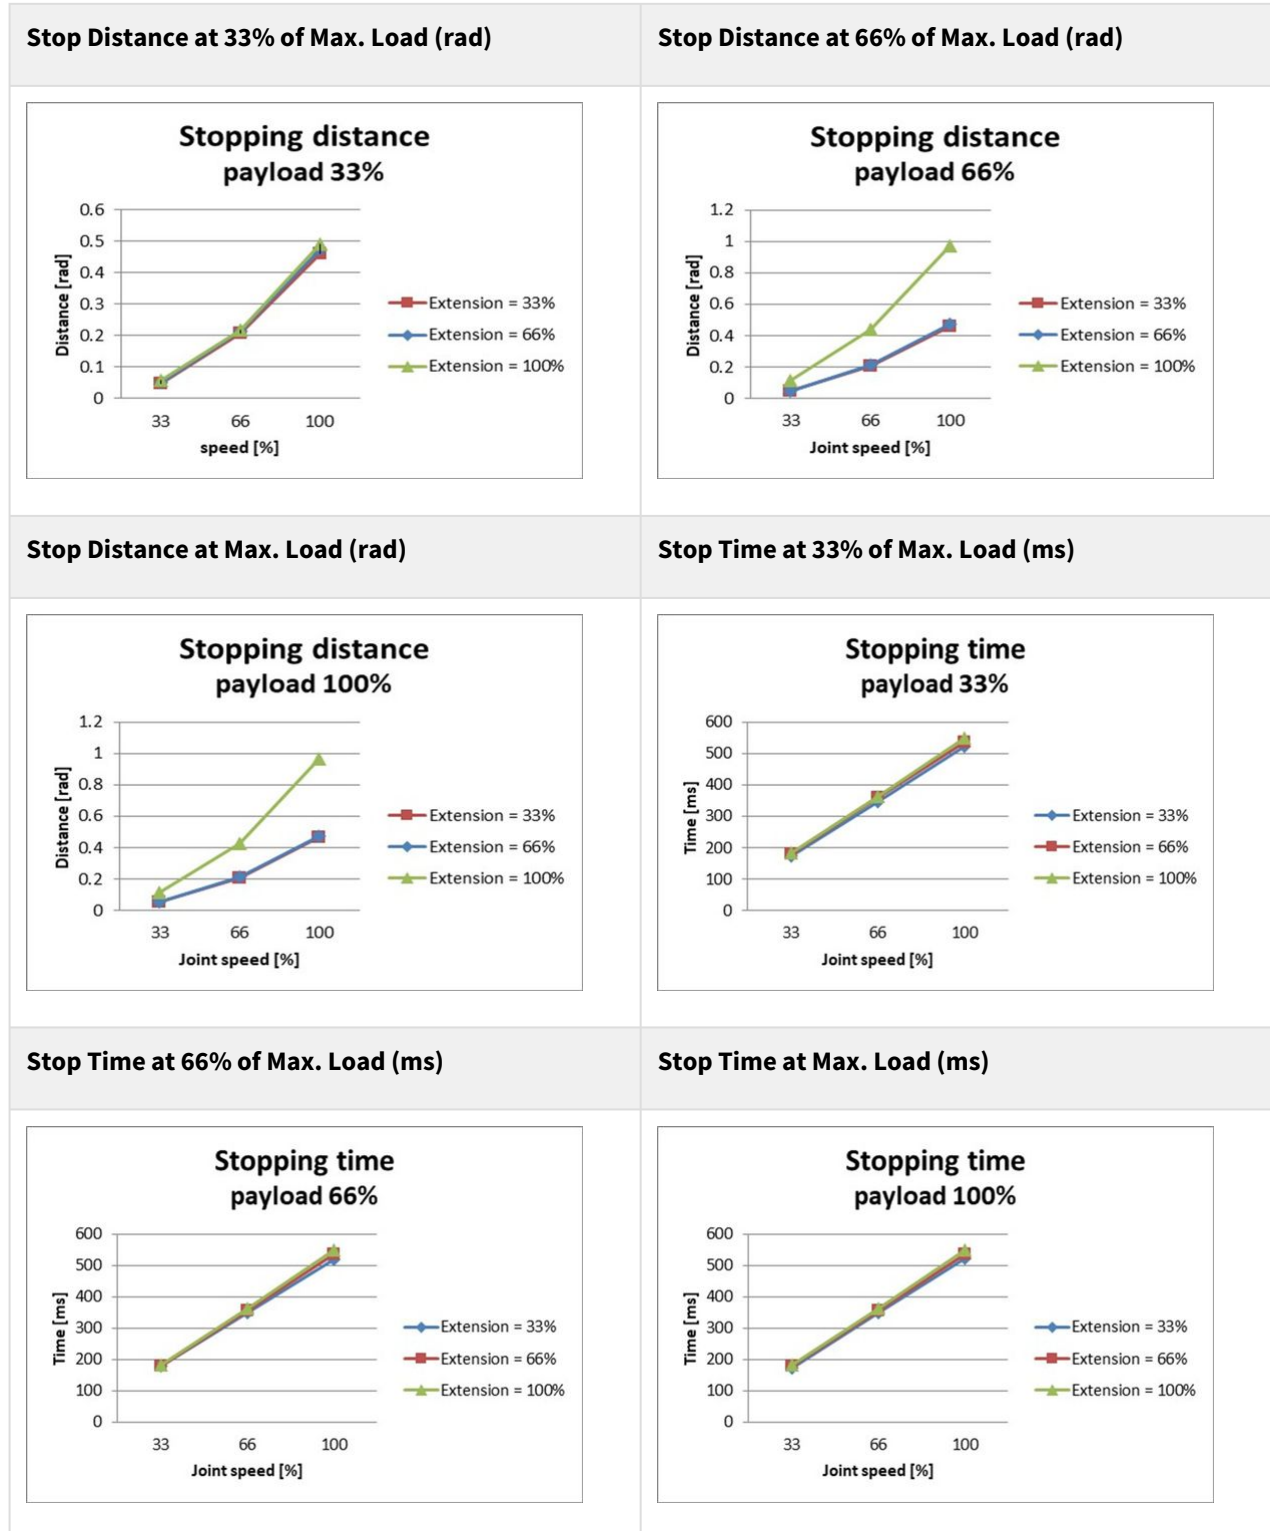 Stop Distance at 33% of Max. Load (rad)
Stopping distance
payload 33%
0.6
0.5
0.4
0.3
0.2
0.1
0
Distance [rad]
33 66 100
speed [%]
Extension = 33%
Extension = 66%
Extension = 100%
Stop Distance at 66% of Max. Load (rad)
Stopping distance
payload 66%
1.2
1
0.8
0.6
0.4
0.2
0
Distance [rad]
33 66 100
Joint speed [%]
Extension = 33%
Extension = 66%
Extension = 100%
Stop Distance at Max. Load (rad)
Stopping distance
payload 100%
1.2
1
0.8
0.6
0.4
0.2
0
Distance [rad]
33 66 100
Joint speed [%]
Extension = 33%
Extension = 66%
Extension = 100%
Stop Time at 33% of Max. Load (ms)
Stopping time
payload 33%
600
500
400
300
200
100
0
Time [ms]
33 66 100
Joint speed [%]
Extension = 33%
Extension = 66%
Extension = 100%
Stop Time at 66% of Max. Load (ms)
Stopping time
payload 66%
600
500
400
300
200
100
0
Time [ms]
33 66 100
Joint speed [%]
Extension = 33%
Extension = 66%
Extension = 100%
Stop Time at Max. Load (ms)
Stopping time
payload 100%
600
500
400
300
200
100
0
Time [ms]
33 66 100
Joint speed [%]
Extension = 33%
Extension = 66%
Extension = 100%